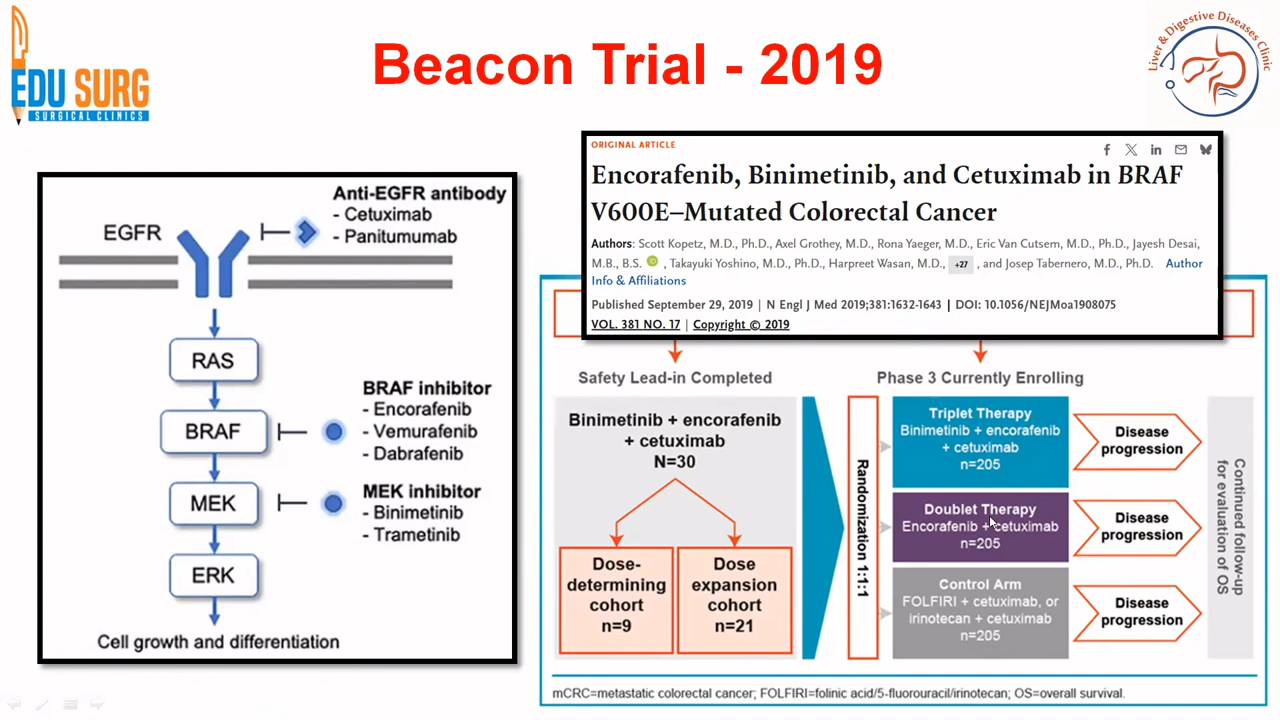 Beacon Trial - 2019
EDU SURG
SURGICAL CLINICS
Liver & Digestive Diseases Clinic
ORIGINAL ARTICLE
Encorafenib, Binimetinib, and Cetuximab in BRAF
V600E–Mutated Colorectal Cancer
Authors: Scott Kopetz, M.D., Ph.D., Axel Grothey, M.D., Rona Yaeger, M.D., Eric Van Cutsem, M.D., Ph.D., Jayesh Desai,
M.B., B.S. , Takayuki Yoshino, M.D., Ph.D., Harpreet Wasan, M.D., +27 , and Josep Tabernero, M.D., Ph.D. Author
Info & Affiliations
Published September 29, 2019 | N Engl J Med 2019;381:1632-1643 | DOI: 10.1056/NEJMoa1908075
VOL. 381 NO. 17 | Copyright © 2019
Anti-EGFR antibody
- Cetuximab
- Panitumumab
EGFR
RAS
BRAF
MEK
ERK
BRAF inhibitor
- Encorafenib
- Vemurafenib
- Dabrafenib
MEK inhibitor
- Binimetinib
- Trametinib
Cell growth and differentiation
Safety Lead-in Completed
Binimetinib + encorafenib
+ cetuximab
N=30
Dose-
determining
cohort
n=9
Dose
expansion
cohort
n=21
Phase 3 Currently Enrolling
Randomization 1:1:1
Triplet Therapy
Binimetinib + encorafenib
+ cetuximab
n=205
Disease
progression
Doublet Therapy
Encorafenib + cetuximab
n=205
Disease
progression
Control Arm
FOLFIRI + cetuximab, or
irinotecan + cetuximab
n=205
Disease
progression
Continued follow-up
for evaluation of OS
mCRC=metastatic colorectal cancer; FOLFIRI=folinic acid/5-fluorouracil/irinotecan; OS=overall survival.